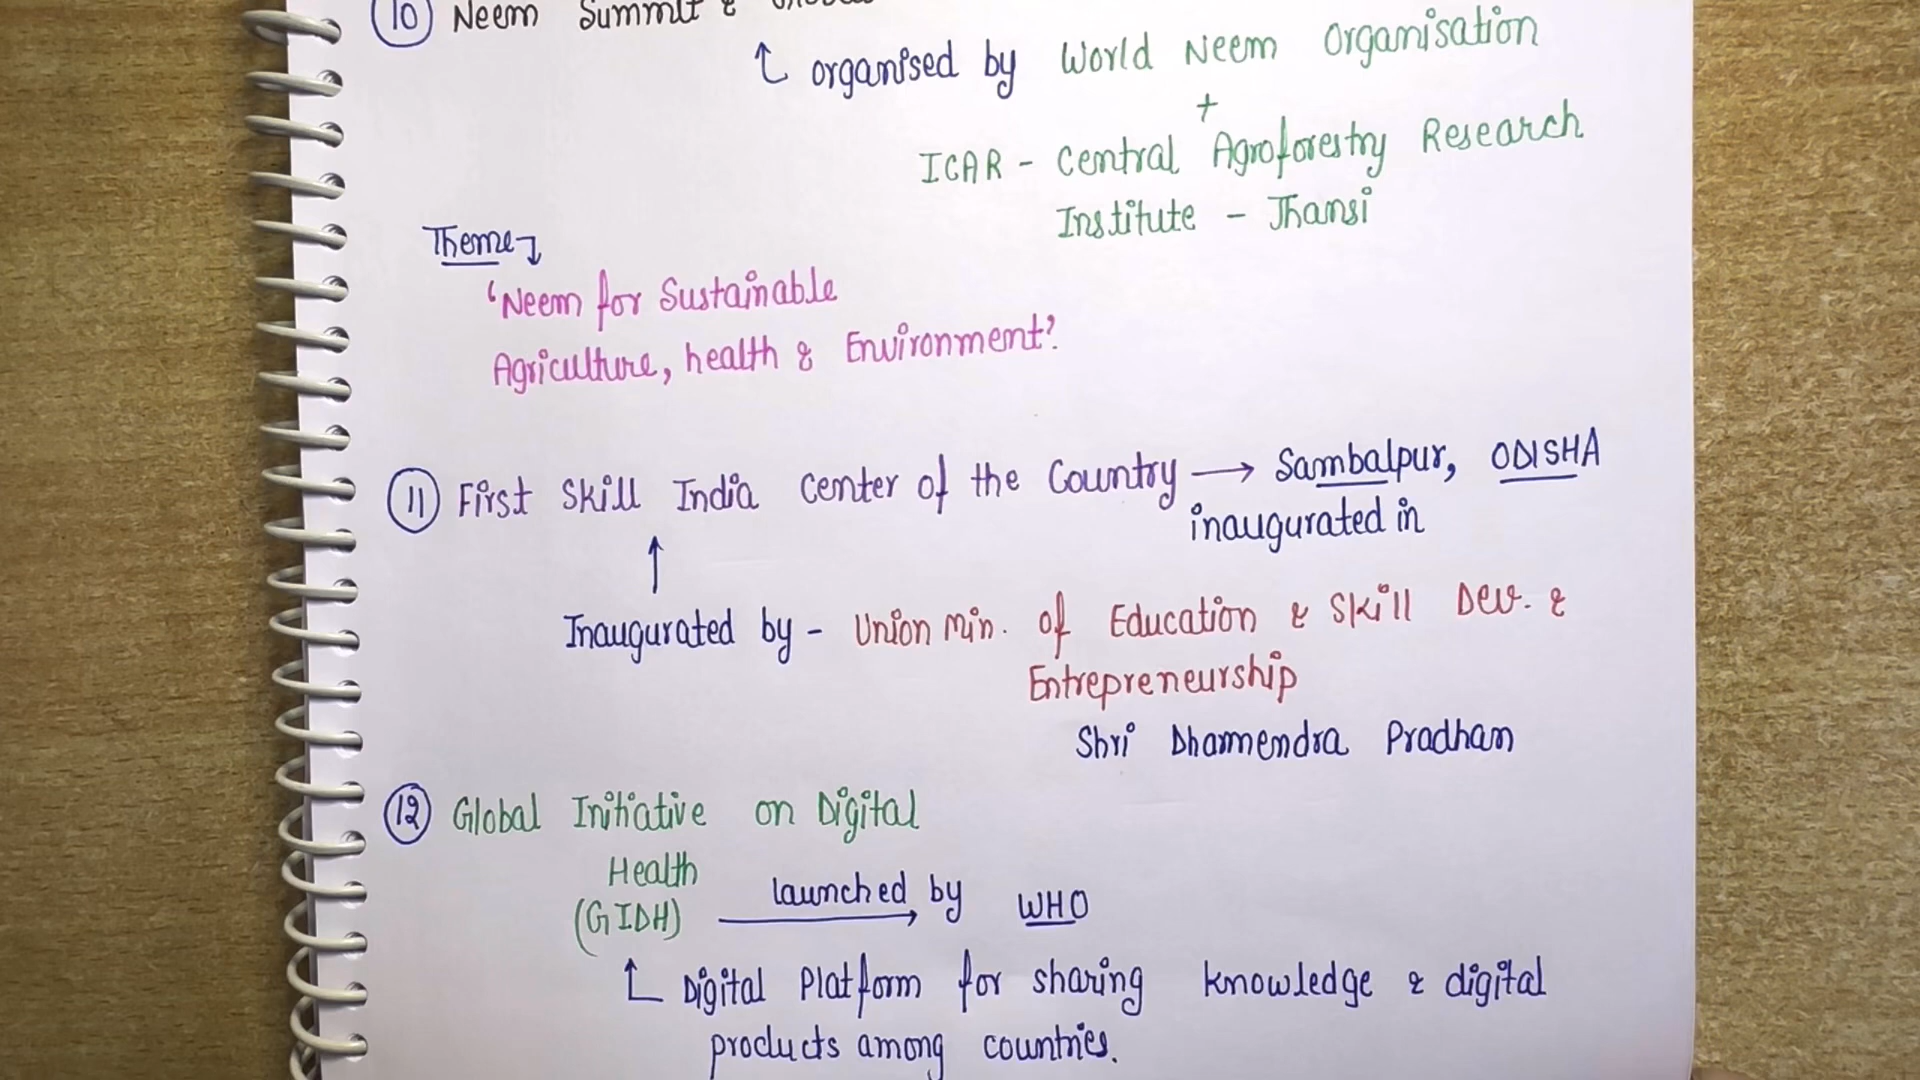 10 Neem Summit &
↑ organised by World Neem Organisation
+
ICAR - Central Agroforestry Research
Institute - Jhansi
Theme
'Neem for Sustainable
Agriculture, health & Environment'.
11 First Skill India Center of the Country → Sambalpur, ODISHA
inaugurated in
↑
Inaugurated by - Union Min. of Education & Skill Dev. &
Entrepreneurship
Shri Dharmendra Pradhan
12 Global Initiative on Digital
Health
(GIDH) launched by → WHO
↑ Digital Platform for sharing knowledge & digital
products among countries.